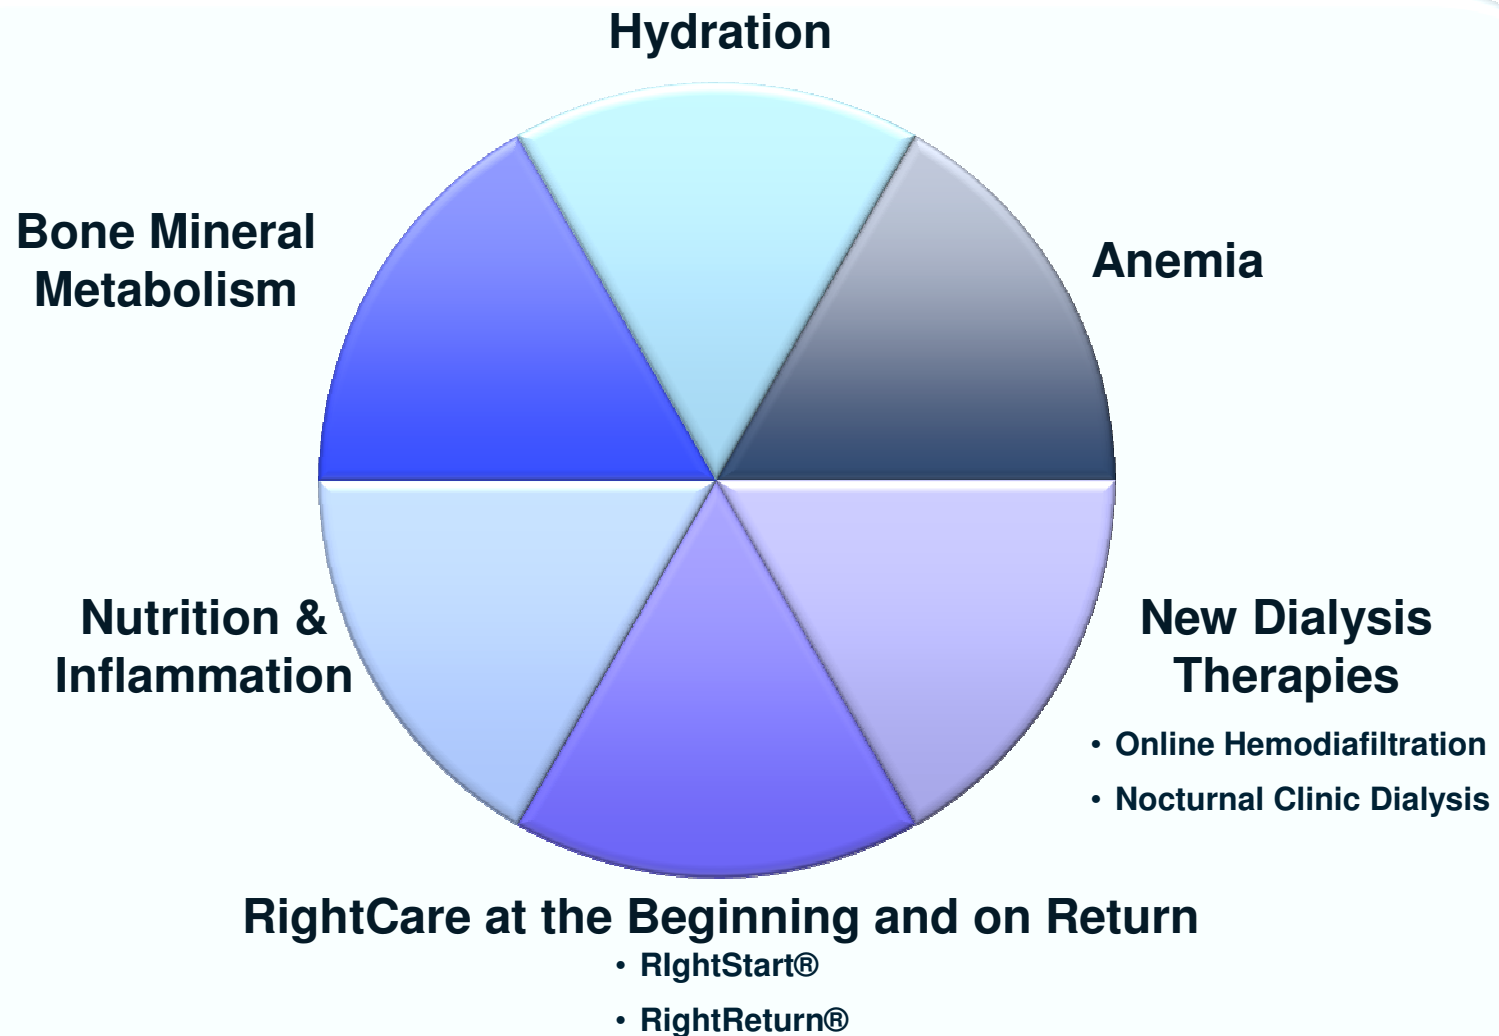 Hydration
Bone Mineral
Metabolism
Anemia
Nutrition &
Inflammation
New Dialysis
Therapies
• Online Hemodiafiltration
• Nocturnal Clinic Dialysis
RightCare at the Beginning and on Return
• RIghtStart®
• RightReturn®